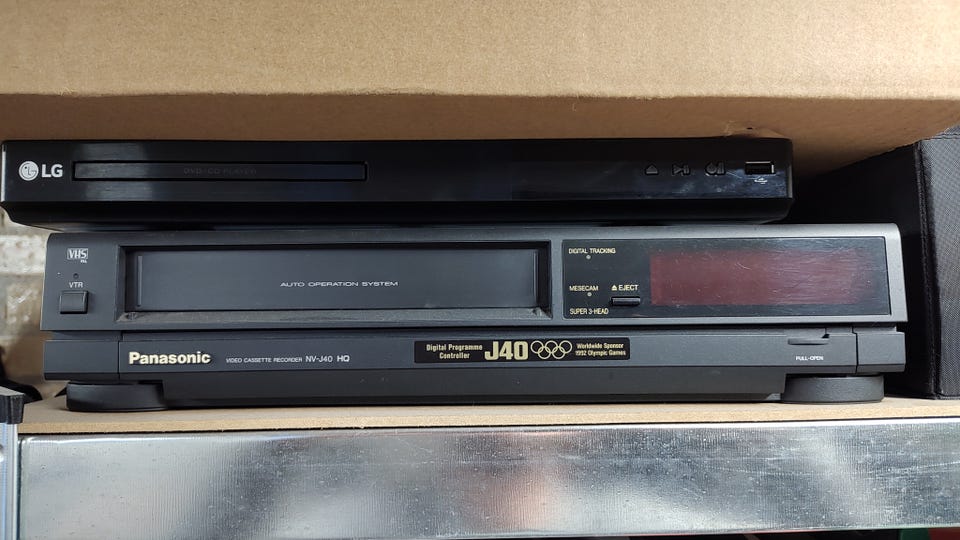 LG
DVD/CD PLAYER
VHS
PAL
VTR
AUTO OPERATION SYSTEM
DIGITAL TRACKING
MESECAM
EJECT
SUPER 3-HEAD
Panasonic
VIDEO CASSETTE RECORDER NV-J40 HQ
Digital Programme
Controller
J40
Worldwide Sponsor
1992 Olympic Games
PULL-OPEN